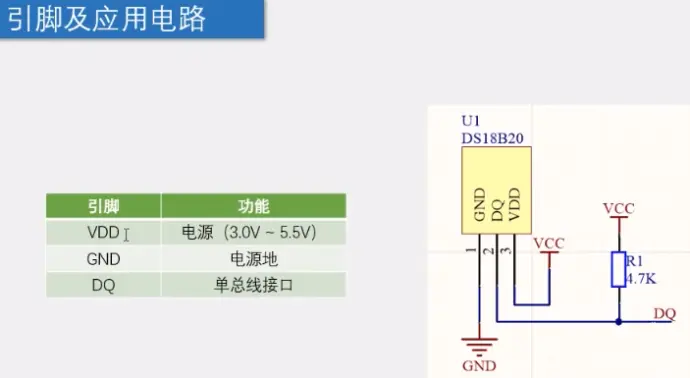 引脚及应用电路
引脚 功能
VDD 电源（3.0V ~ 5.5V）
GND 电源地
DQ 单总线接口
U1
DS18B20
GND DQ VDD
1 2 3
VCC
VCC
R1
4.7K
DQ
GND